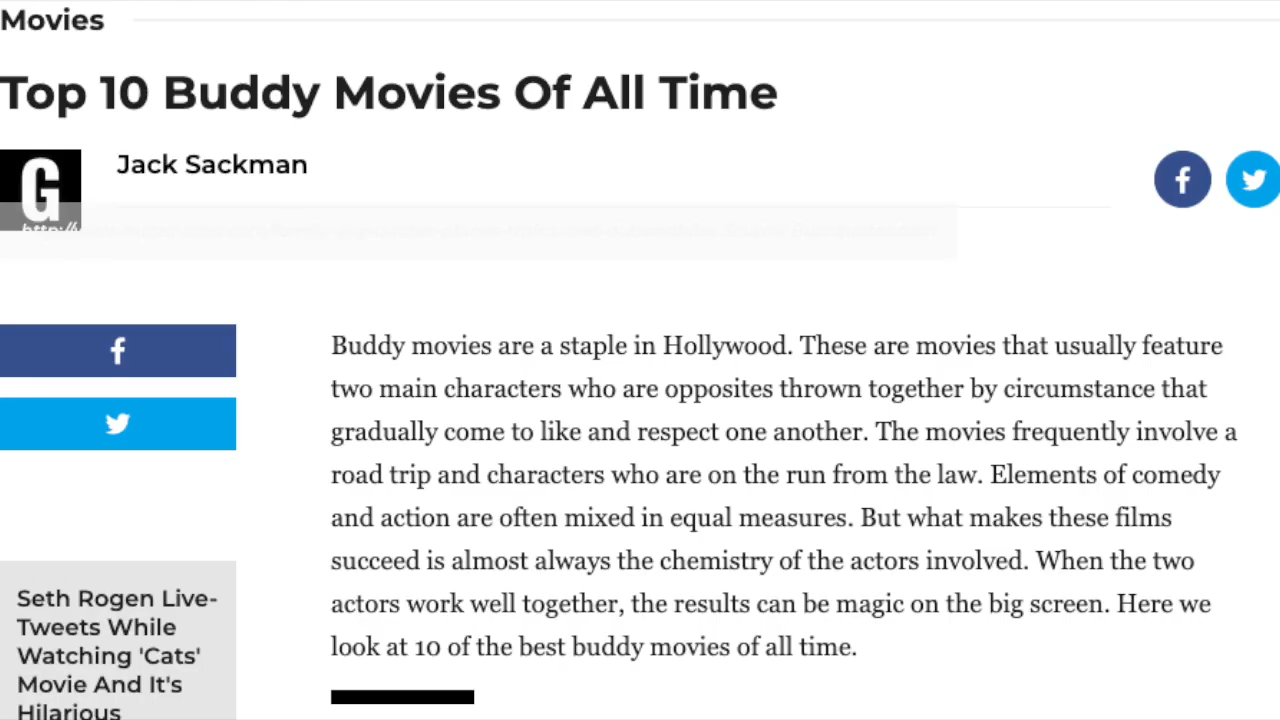 Movies
Top 10 Buddy Movies Of All Time
G
Jack Sackman
http://
Buddy movies are a staple in Hollywood. These are movies that usually feature
two main characters who are opposites thrown together by circumstance that
gradually come to like and respect one another. The movies frequently involve a
road trip and characters who are on the run from the law. Elements of comedy
and action are often mixed in equal measures. But what makes these films
succeed is almost always the chemistry of the actors involved. When the two
actors work well together, the results can be magic on the big screen. Here we
look at 10 of the best buddy movies of all time.
Seth Rogen Live-
Tweets While
Watching 'Cats'
Movie And It's
Hilarious